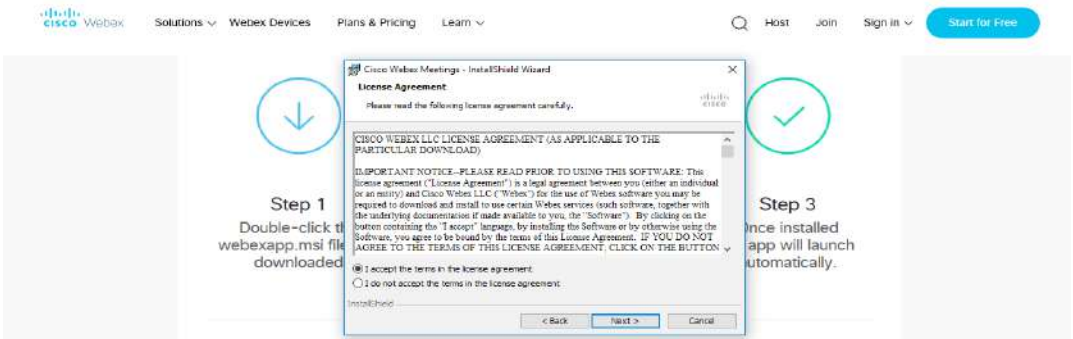 cisco Webex Solutions Webex Devices Plans & Pricing Learn Host Join Sign in Start for Free
Cisco Webex Meetings - InstallShield Wizard
License Agreement
Please read the following license agreement carefully.
cisco
CISCO WEBEX LLC LICENSE AGREEMENT (AS APPLICABLE TO THE
PARTICULAR DOWNLOAD)
IMPORTANT NOTICE--PLEASE READ PRIOR TO USING THIS SOFTWARE: This
license agreement ("License Agreement") is a legal agreement between you (either an individual
or an entity) and Cisco Webex LLC ("Webex") for the use of Webex software you may be
required to download and install to use certain Webex services (such software, together with
the underlying documentation if made available to you, the "Software"). By clicking on the
button containing the "I accept" language, by installing the Software or by otherwise using the
Software, you agree to be bound by the terms of this License Agreement. IF YOU DO NOT
AGREE TO THE TERMS OF THIS LICENSE AGREEMENT, CLICK ON THE BUTTON
I accept the terms in the license agreement
I do not accept the terms in the license agreement
InstallShield
< Back Next > Cancel
Step 1
Double-click th
webexapp.msi file
downloaded
Step 3
Once installed
app will launch
automatically.